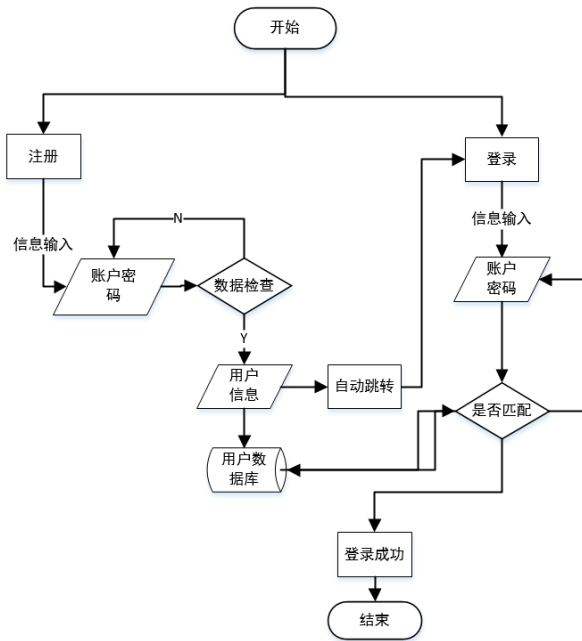 开始
注册
登录
信息输入
N
信息输入
账户密
码
数据检查
账户
密码
Y
用户
信息
自动跳转
是否匹配
用户数
据库
登录成功
结束